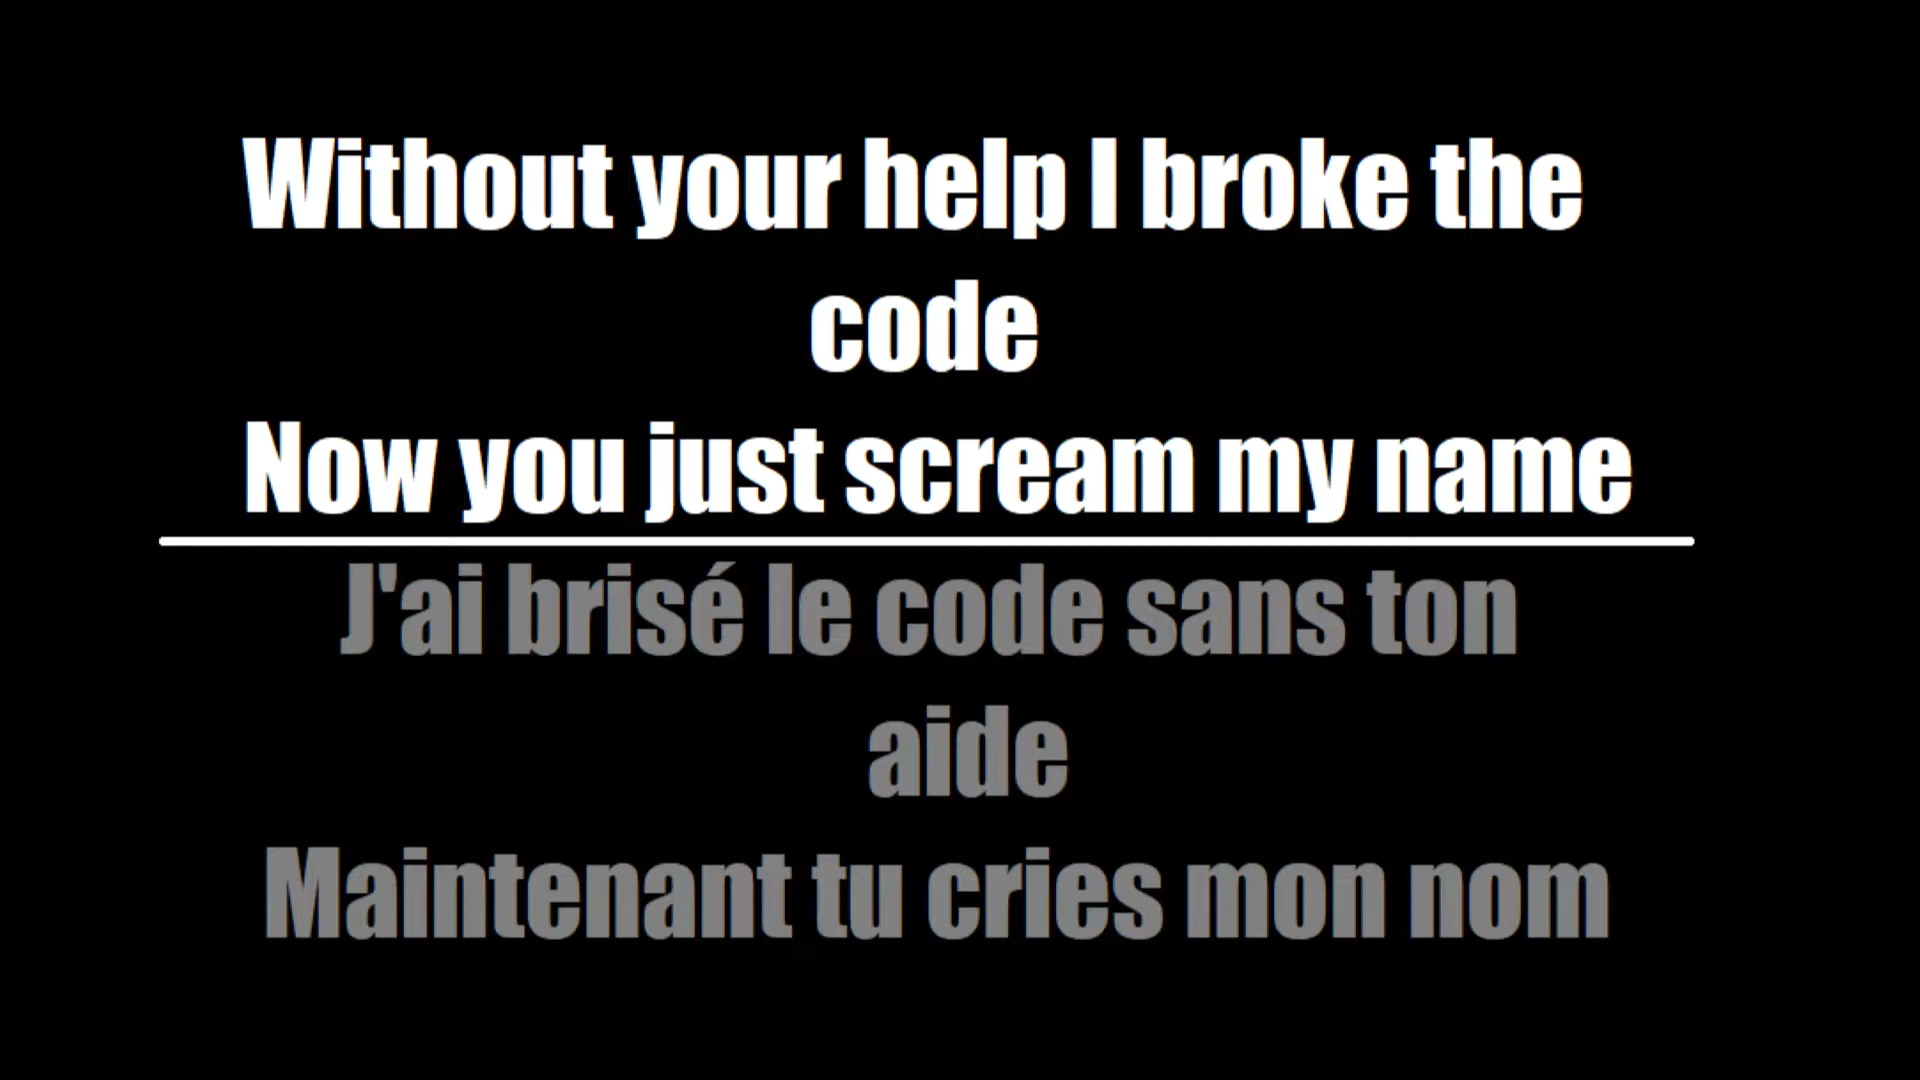 Without your help I broke the
code
Now you just scream my name
J'ai brisé le code sans ton
aide
Maintenant tu cries mon nom